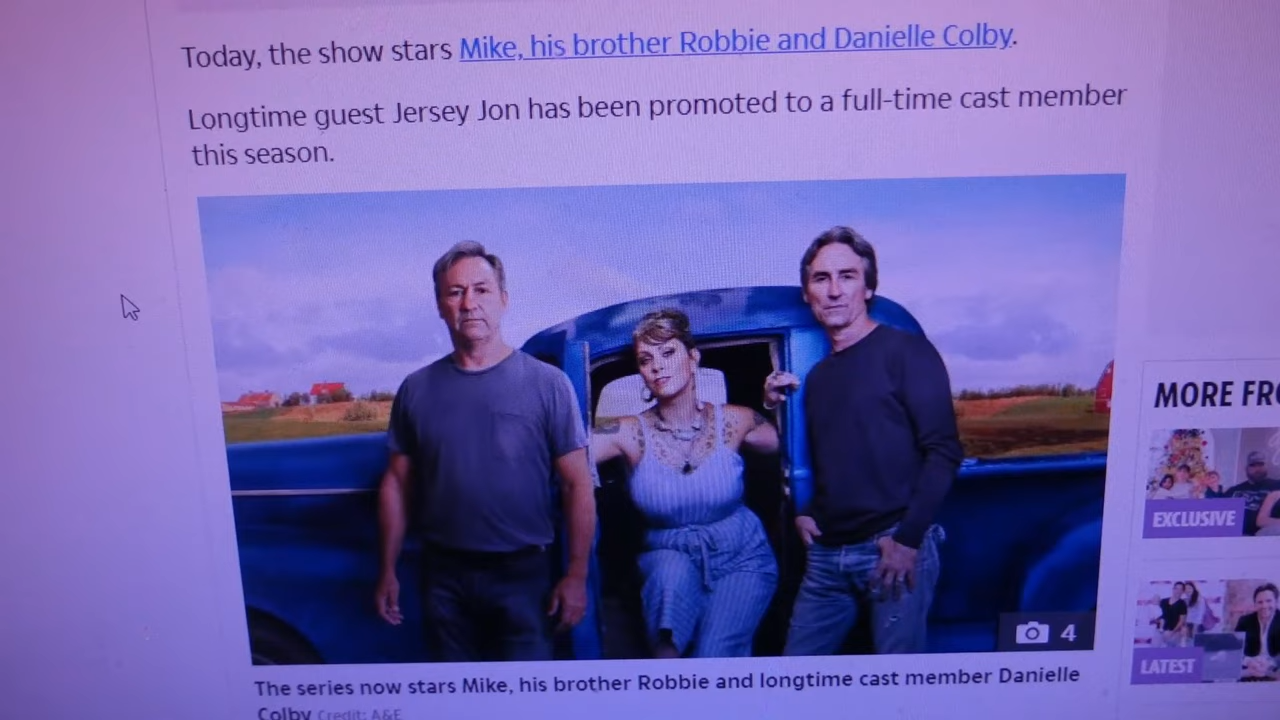 Today, the show stars Mike, his brother Robbie and Danielle Colby.
Longtime guest Jersey Jon has been promoted to a full-time cast member
this season.
4
MORE FRO
EXCLUSIVE
LATEST
The series now stars Mike, his brother Robbie and longtime cast member Danielle
Colby Credit: A&E